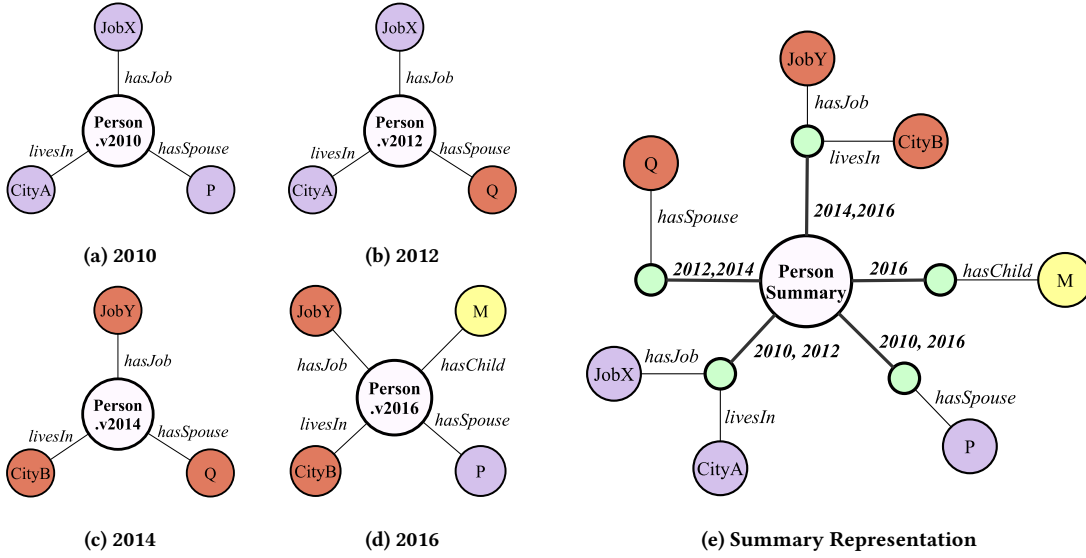 JobX
hasJob
Person
.v2010
livesIn
hasSpouse
CityA
P
(a) 2010
JobX
hasJob
Person
.v2012
livesIn
hasSpouse
CityA
Q
(b) 2012
JobY
hasJob
Person
.v2014
livesIn
hasSpouse
CityB
Q
(c) 2014
JobY
M
hasJob
hasChild
Person
.v2016
livesIn
hasSpouse
CityB
P
(d) 2016
JobY
hasJob
CityB
livesIn
Q
hasSpouse
2014,2016
2012,2014
Person
Summary
2016
hasChild
M
2010, 2012
2010, 2016
hasJob
JobX
hasSpouse
livesIn
P
CityA
(e) Summary Representation